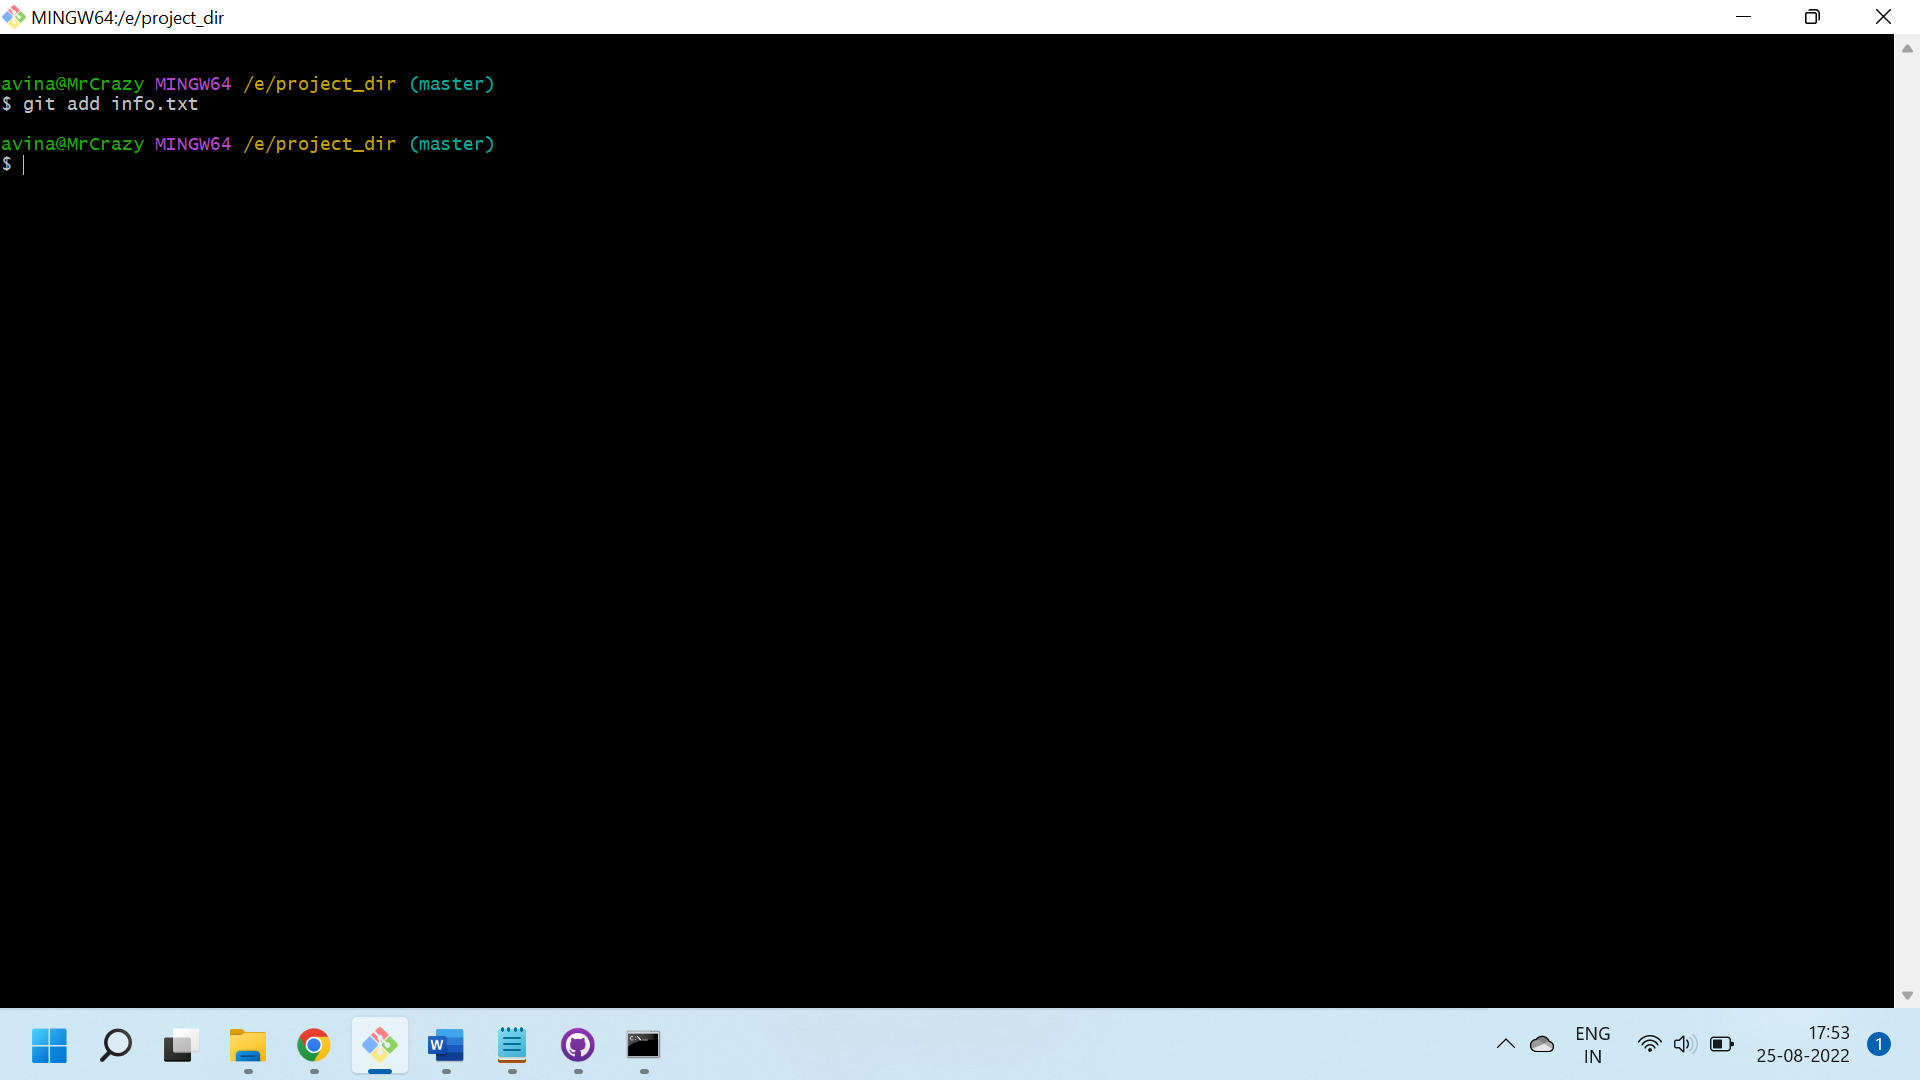 MINGW64:/e/project_dir
avina@MrCrazy MINGW64 /e/project_dir (master)
$ git add info.txt
avina@MrCrazy MINGW64 /e/project_dir (master)
$
W
C:\_
ENG
IN
17:53
25-08-2022
1